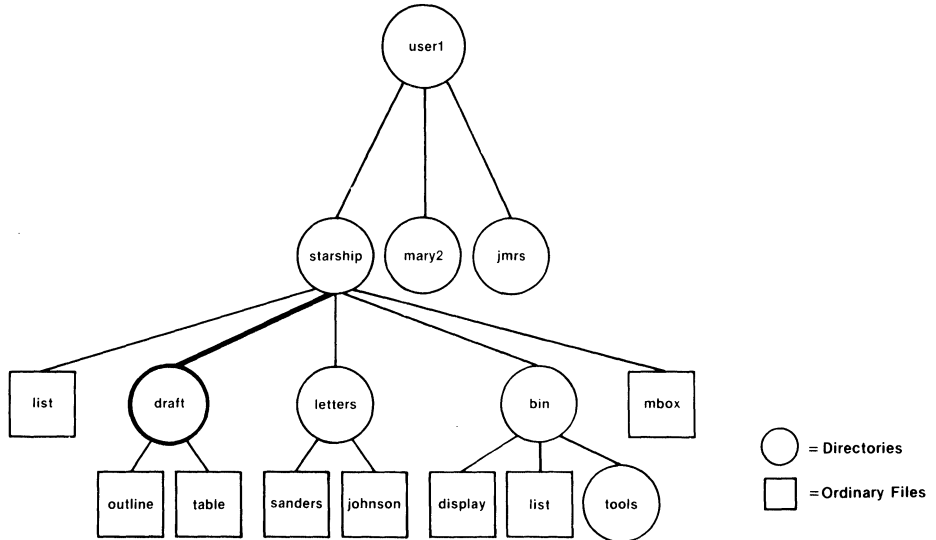 user1
starship
mary2
jmrs
list
draft
letters
bin
mbox
outline
table
sanders
johnson
display
list
tools
= Directories
= Ordinary Files